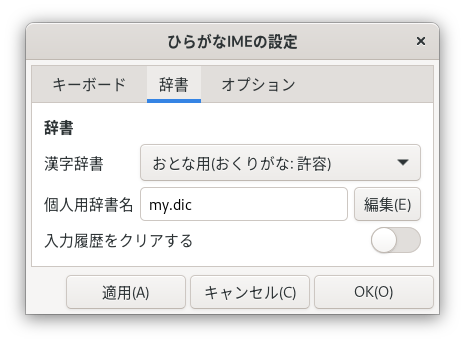 ひらがなIMEの設定 ×
キーボード 辞書 オプション
辞書
漢字辞書 おとな用(おくりがな: 許容)
個人用辞書名 my.dic 編集(E)
入力履歴をクリアする
適用(A) キャンセル(C) OK(O)